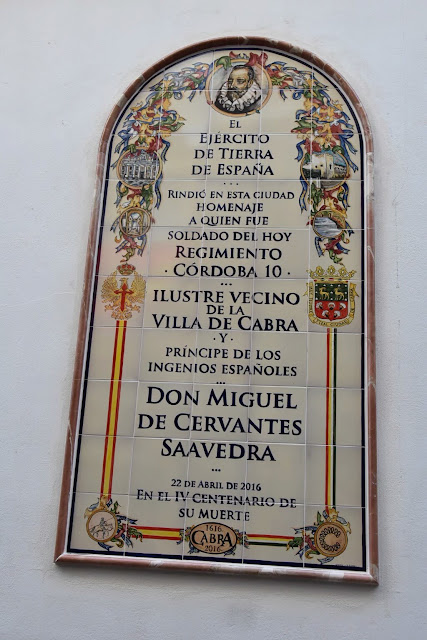 EL
EJÉRCITO
DE TIERRA
DE ESPAÑA
...
RINDIÓ EN ESTA CIUDAD
HOMENAJE
A QUIEN FUE
SOLDADO DEL HOY
REGIMIENTO
· CÓRDOBA 10 ·
...
ILUSTRE VECINO
DE LA
VILLA DE CABRA
· Y ·
PRÍNCIPE DE LOS
INGENIOS ESPAÑOLES
...
DON MIGUEL
DE CERVANTES
SAAVEDRA
...
22 DE ABRIL DE 2016
EN EL IV CENTENARIO DE
SU MUERTE
1616
CABRA
2016